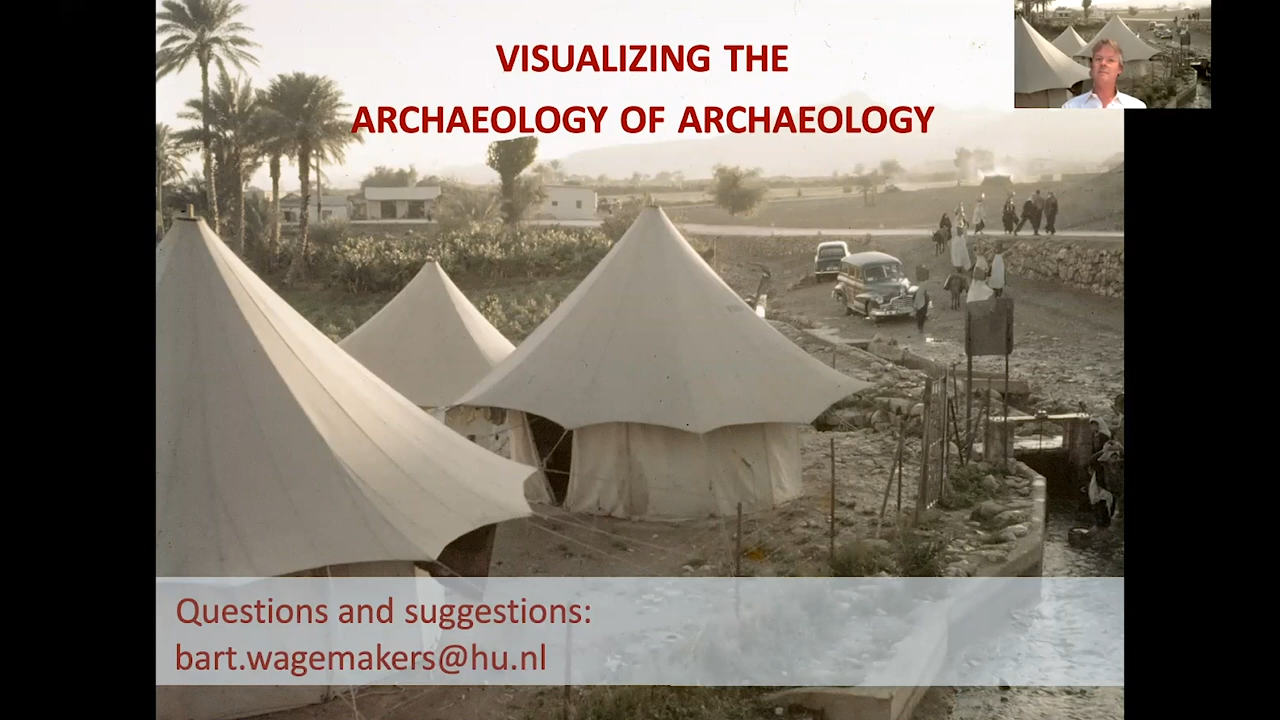 VISUALIZING THE
ARCHAEOLOGY OF ARCHAEOLOGY
Questions and suggestions:
bart.wagemakers@hu.nl